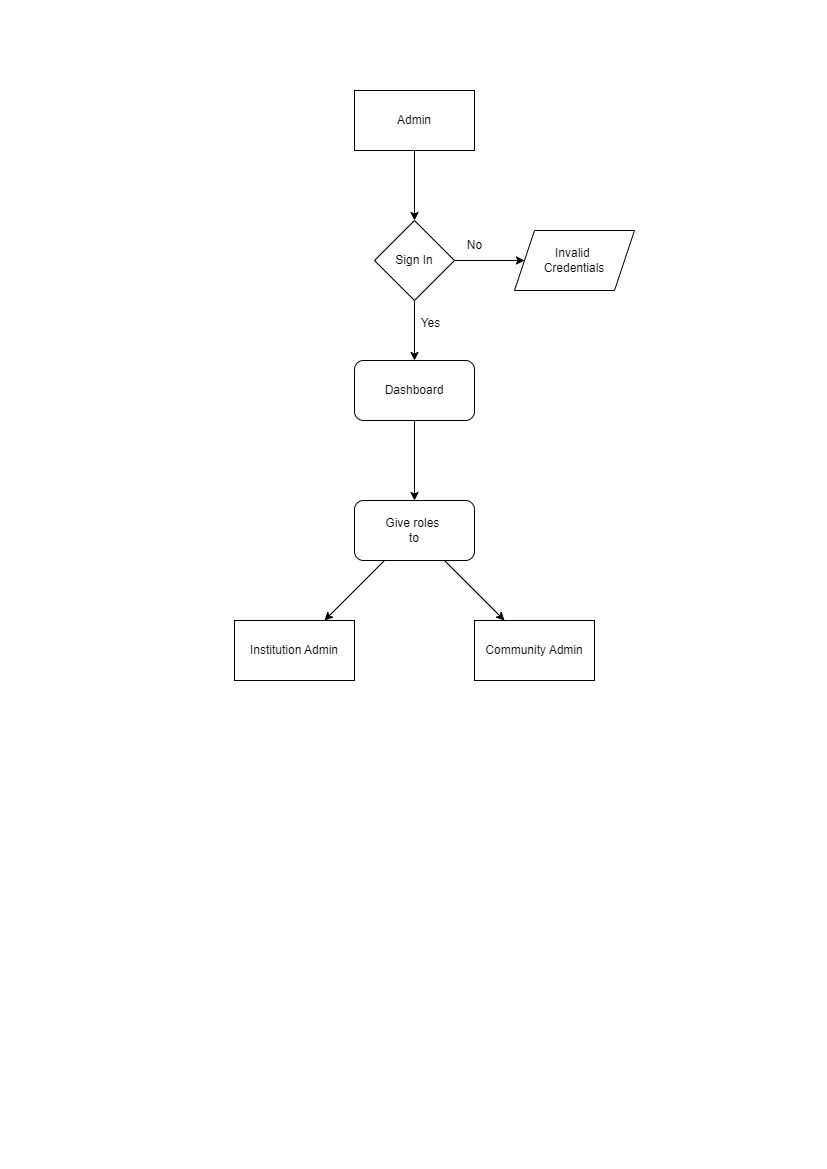 Admin
Sign In
No
Invalid
Credentials
Yes
Dashboard
Give roles
to
Institution Admin
Community Admin